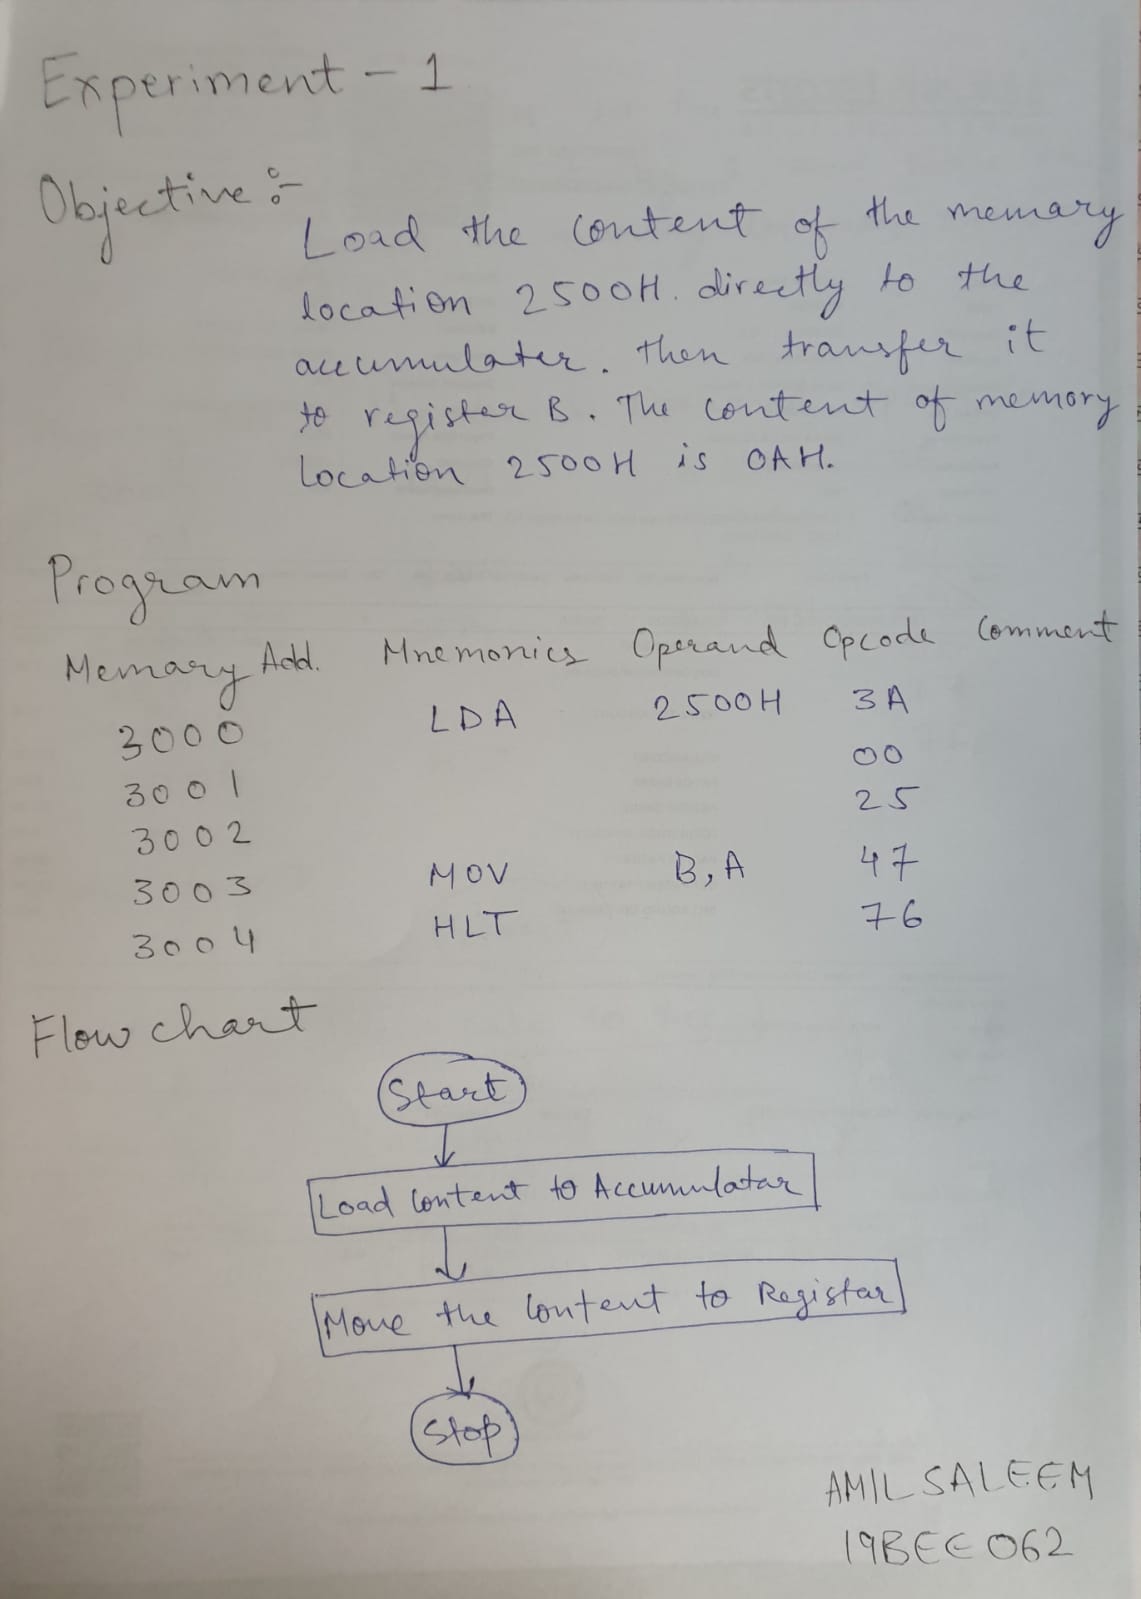 Experiment - 1
Objective :-
Load the content of the memary
location 2500H. directly to the
accumulater. then transfer it
to register B. The content of memory
Location 2500H is 0AH.
Program
Memary Add. Mnemonics Operand Opcode Comment
3000 LDA 2500H 3A
3001 00
3002 25
3003 MOV B,A 47
3004 HLT 76
Flow chart
Start
Load Content to Accumulatar
Move the Content to Registar
Stop
AMIL SALEEM
19BEE062